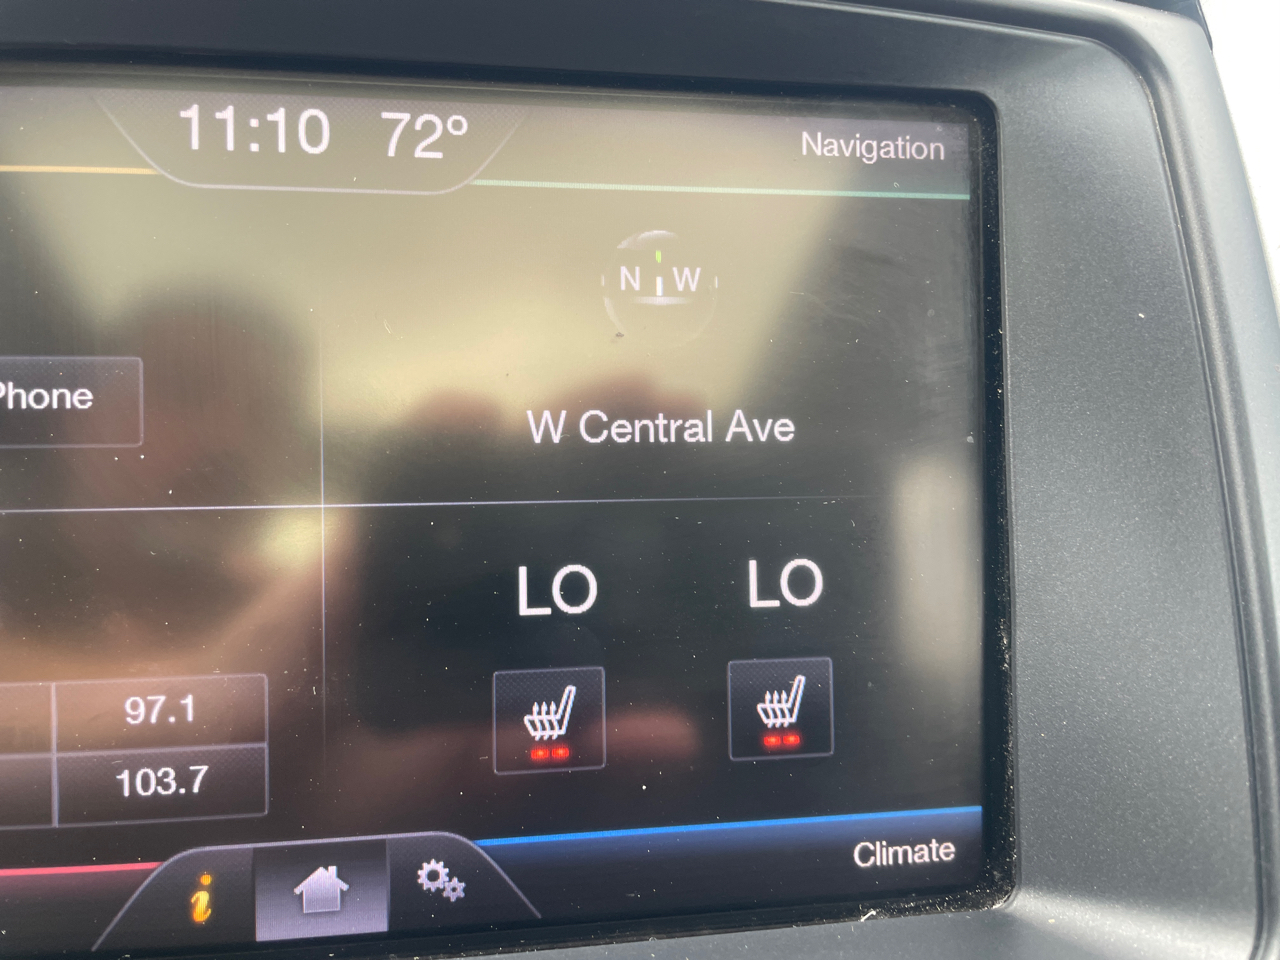 11:10 72°
Navigation
N W
Phone
W Central Ave
LO LO
97.1
103.7
Climate